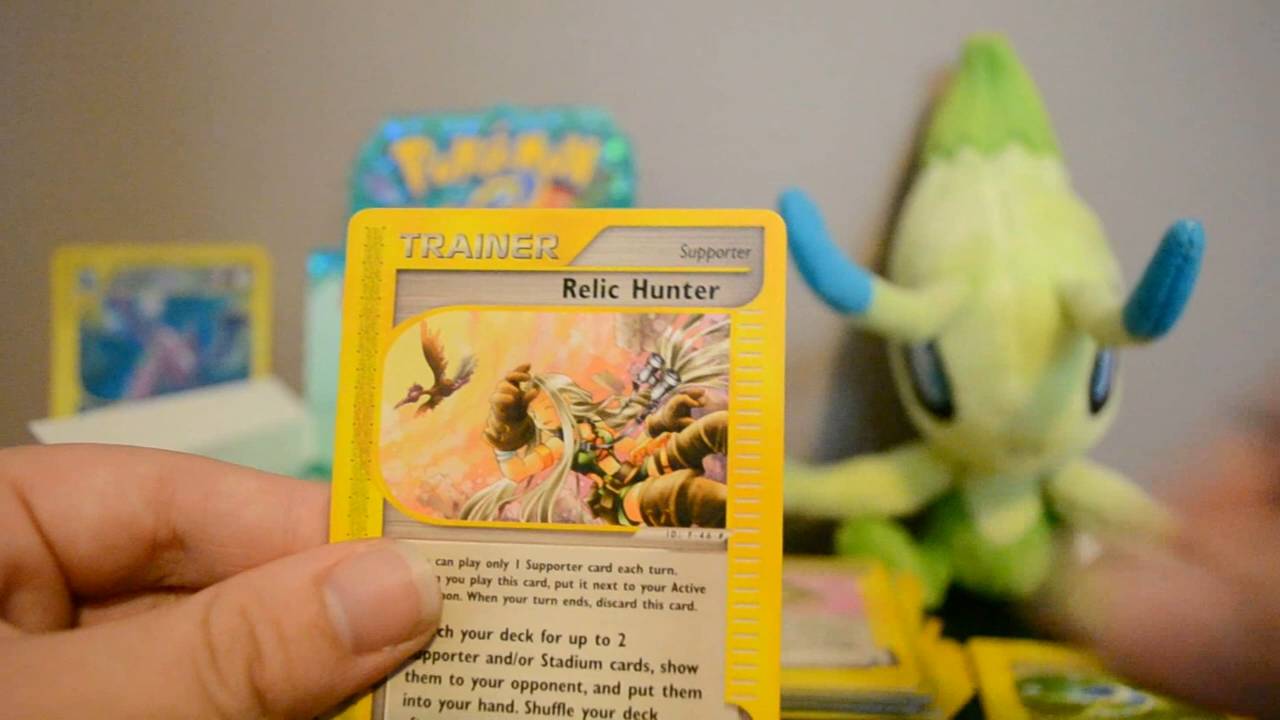 Pokémon
TRAINER
Supporter
Relic Hunter
can play only 1 Supporter card each turn.
you play this card, put it next to your Active
When your turn ends, discard this card.
your deck for up to 2
Supporter and/or Stadium cards, show
them to your opponent, and put them
into your hand. Shuffle your deck